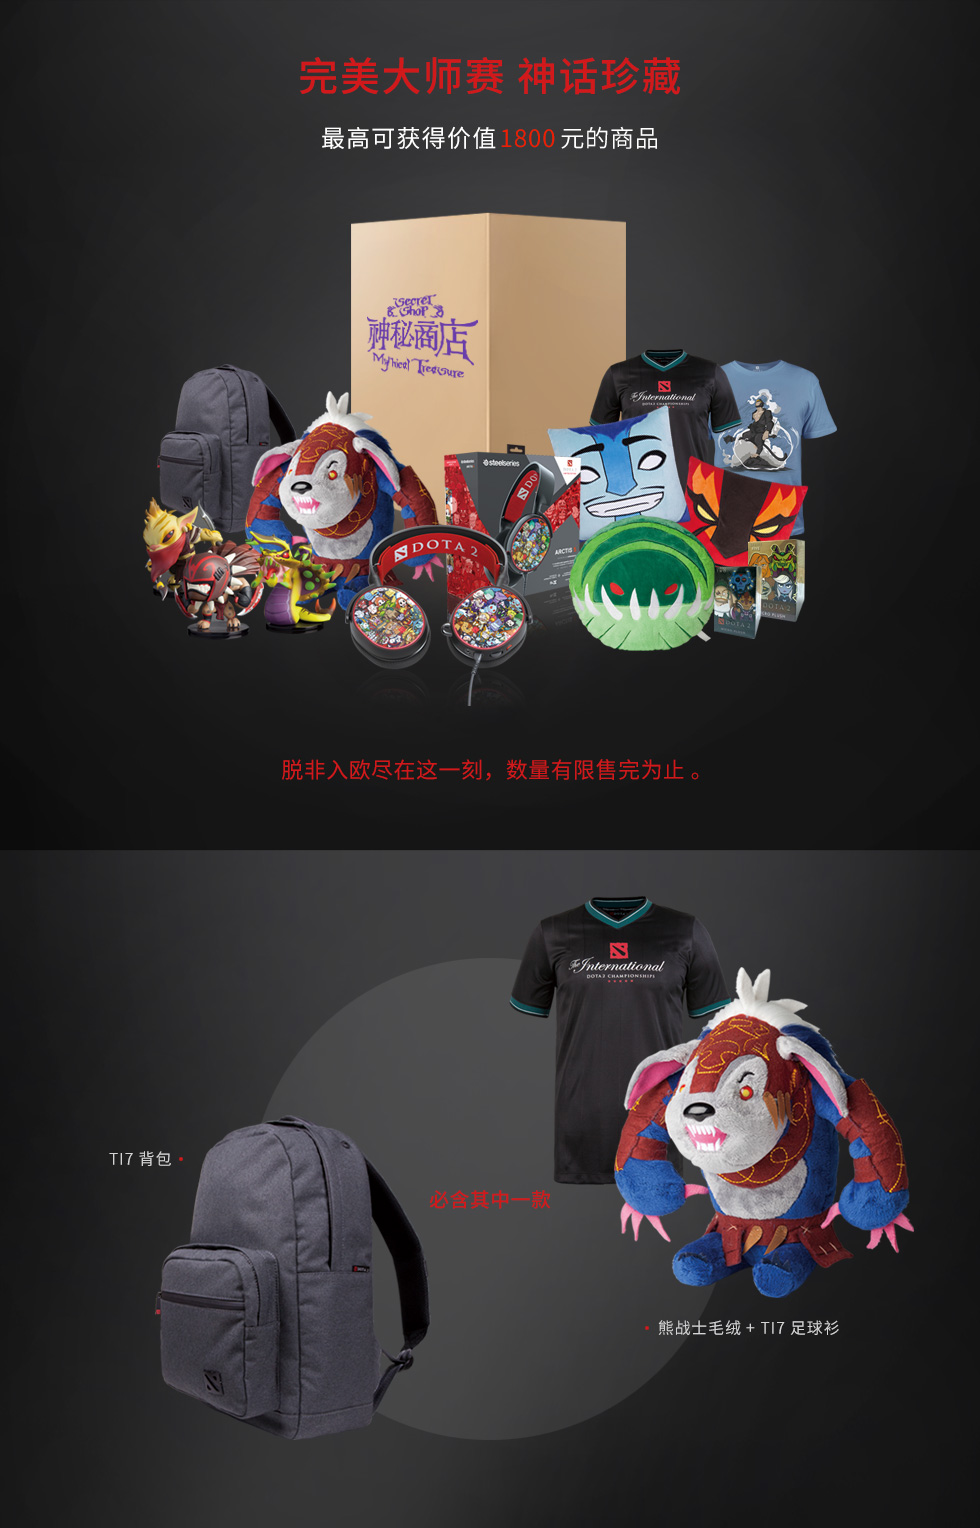 完美大师赛 神话珍藏
最高可获得价值1800元的商品
Secret
Shop
神秘商店
Mythical Treasure
The International
DOTA 2 CHAMPIONSHIPS
steelseries
ARCTIS
DOTA 2
DOTA 2
DOTA 2
脱非入欧尽在这一刻，数量有限售完为止 。
The International
DOTA 2 CHAMPIONSHIPS
TI7 背包
必含其中一款
熊战士毛绒 + TI7 足球衫